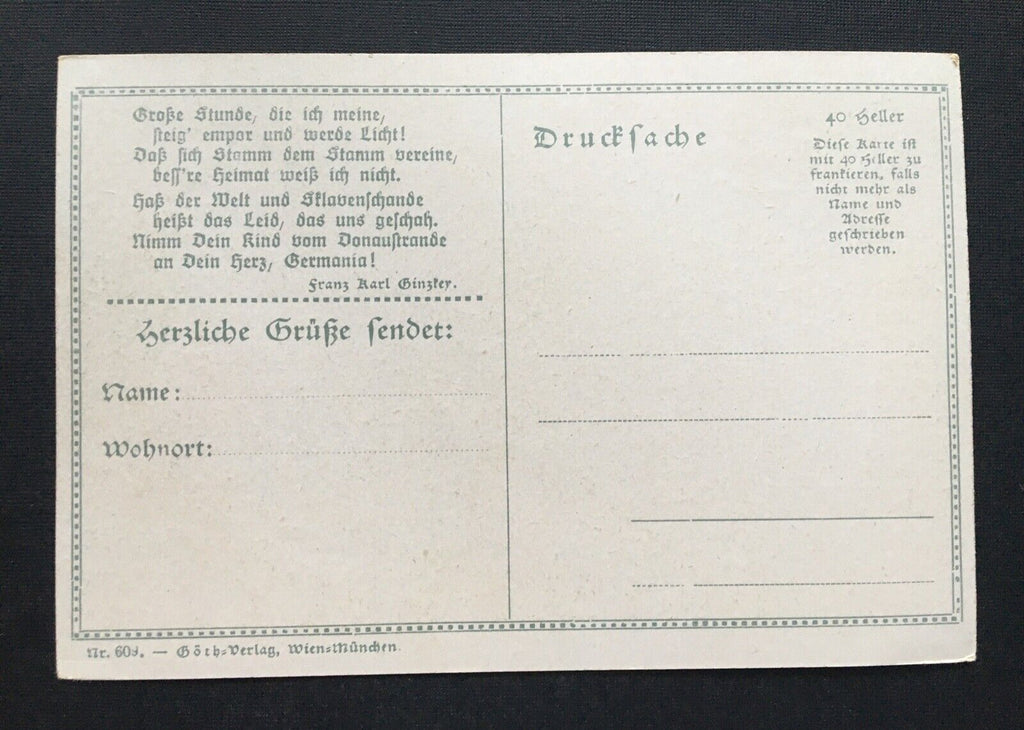 Große Stunde, die ich meine,
steig' empor und werde Licht!
Daß sich Stamm dem Stamm vereine,
bess're Heimat weiß ich nicht.
Haß der Welt und Sklavenschande
heißt das Leid, das uns geschah.
Nimm Dein Kind vom Donaustrande
an Dein Herz, Germania!
Franz Karl Ginzkey.
Herzliche Grüße sendet:
Name:
Wohnort:
Drucksache
40 Heller
Diese Karte ist
mit 40 Heller zu
frankieren, falls
nicht mehr als
Name und
Adresse
geschrieben
werden.
Nr. 609. — Göth-Verlag, Wien-München.